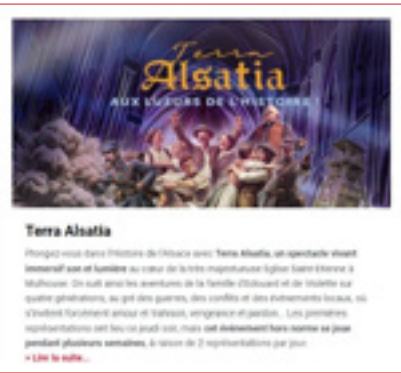 Terra
Alsatia
AUX LUEURS DE L'HISTOIRE !
Terra Alsatia
Plongez-vous dans l'Histoire de l'Alsace avec Terra Alsatia, un spectacle vivant
immersif son et lumière au cœur de la très majestueuse Eglise Saint-Etienne à
Mulhouse. On suit ainsi les aventures de la famille d'Edouard et de Violette sur
quatre générations, au gré des guerres, des conflits et des évènements locaux, où
s'invitent forcément amour et trahison, vengeance et pardon... Les premières
représentations ont lieu ce jeudi soir, mais cet évènement hors norme se joue
pendant plusieurs semaines, à raison de 2 représentations par jour.
> Lire la suite...